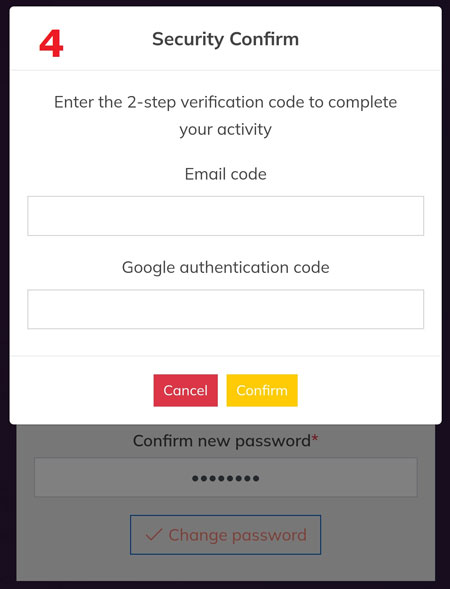 4
Security Confirm
Enter the 2-step verification code to complete
your activity
Email code
Google authentication code
Cancel Confirm
Confirm new password*
••••••••
Change password